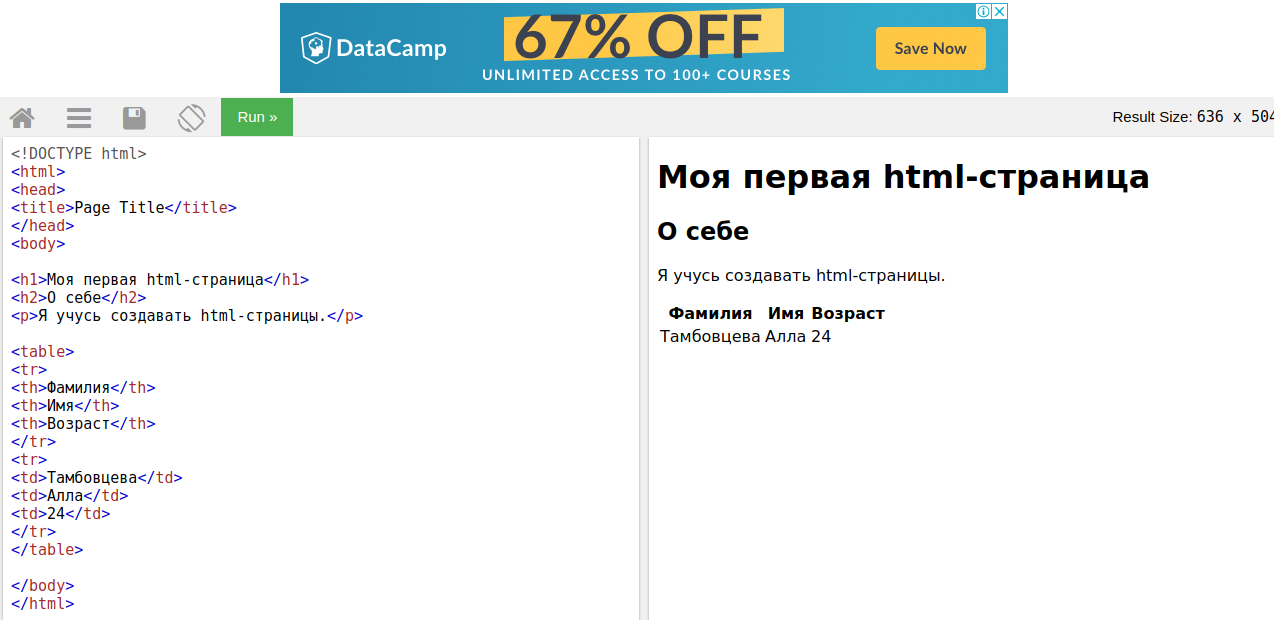 DataCamp
67% OFF
UNLIMITED ACCESS TO 100+ COURSES
Save Now
Run »
Result Size: 636 x 504
<!DOCTYPE html>
<html>
<head>
<title>Page Title</title>
</head>
<body>
<h1>Моя первая html-страница</h1>
<h2>О себе</h2>
<p>Я учусь создавать html-страницы.</p>
<table>
<tr>
<th>Фамилия</th>
<th>Имя</th>
<th>Возраст</th>
</tr>
<tr>
<td>Тамбовцева</td>
<td>Алла</td>
<td>24</td>
</tr>
</table>
</body>
</html>
Моя первая html-страница
О себе
Я учусь создавать html-страницы.
Фамилия Имя Возраст
Тамбовцева Алла 24